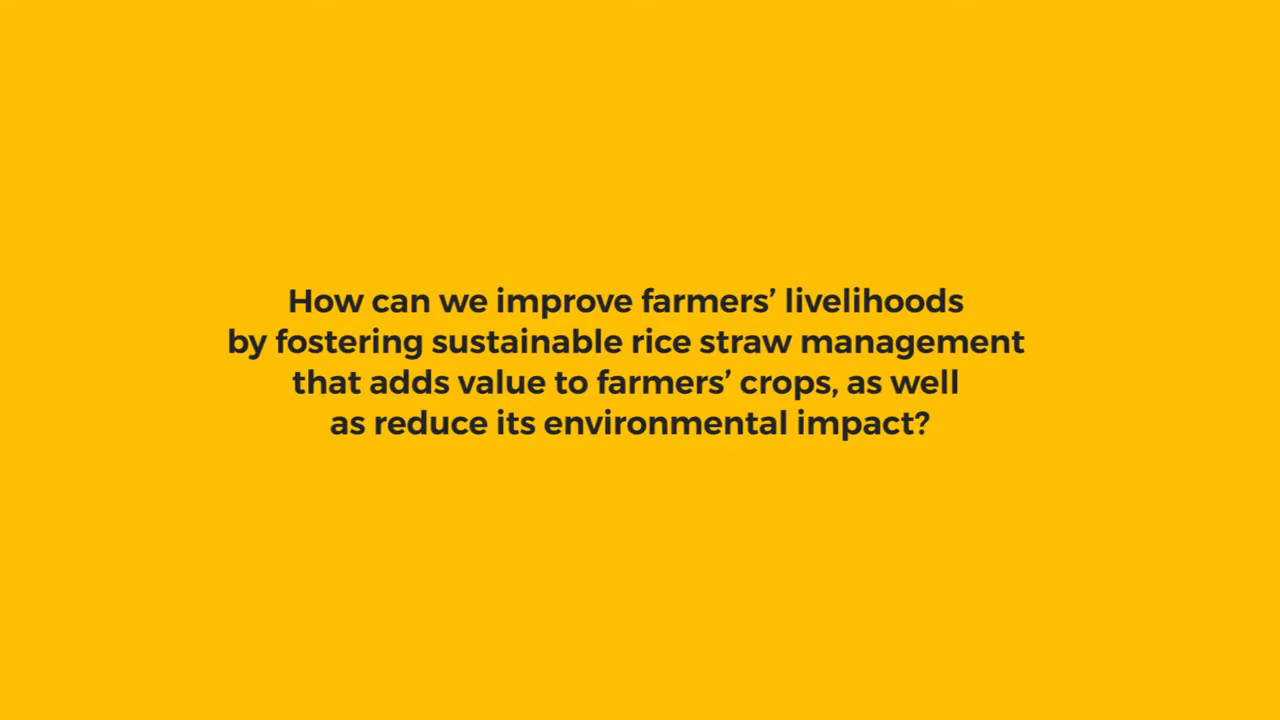 How can we improve farmers’ livelihoods
by fostering sustainable rice straw management
that adds value to farmers’ crops, as well
as reduce its environmental impact?